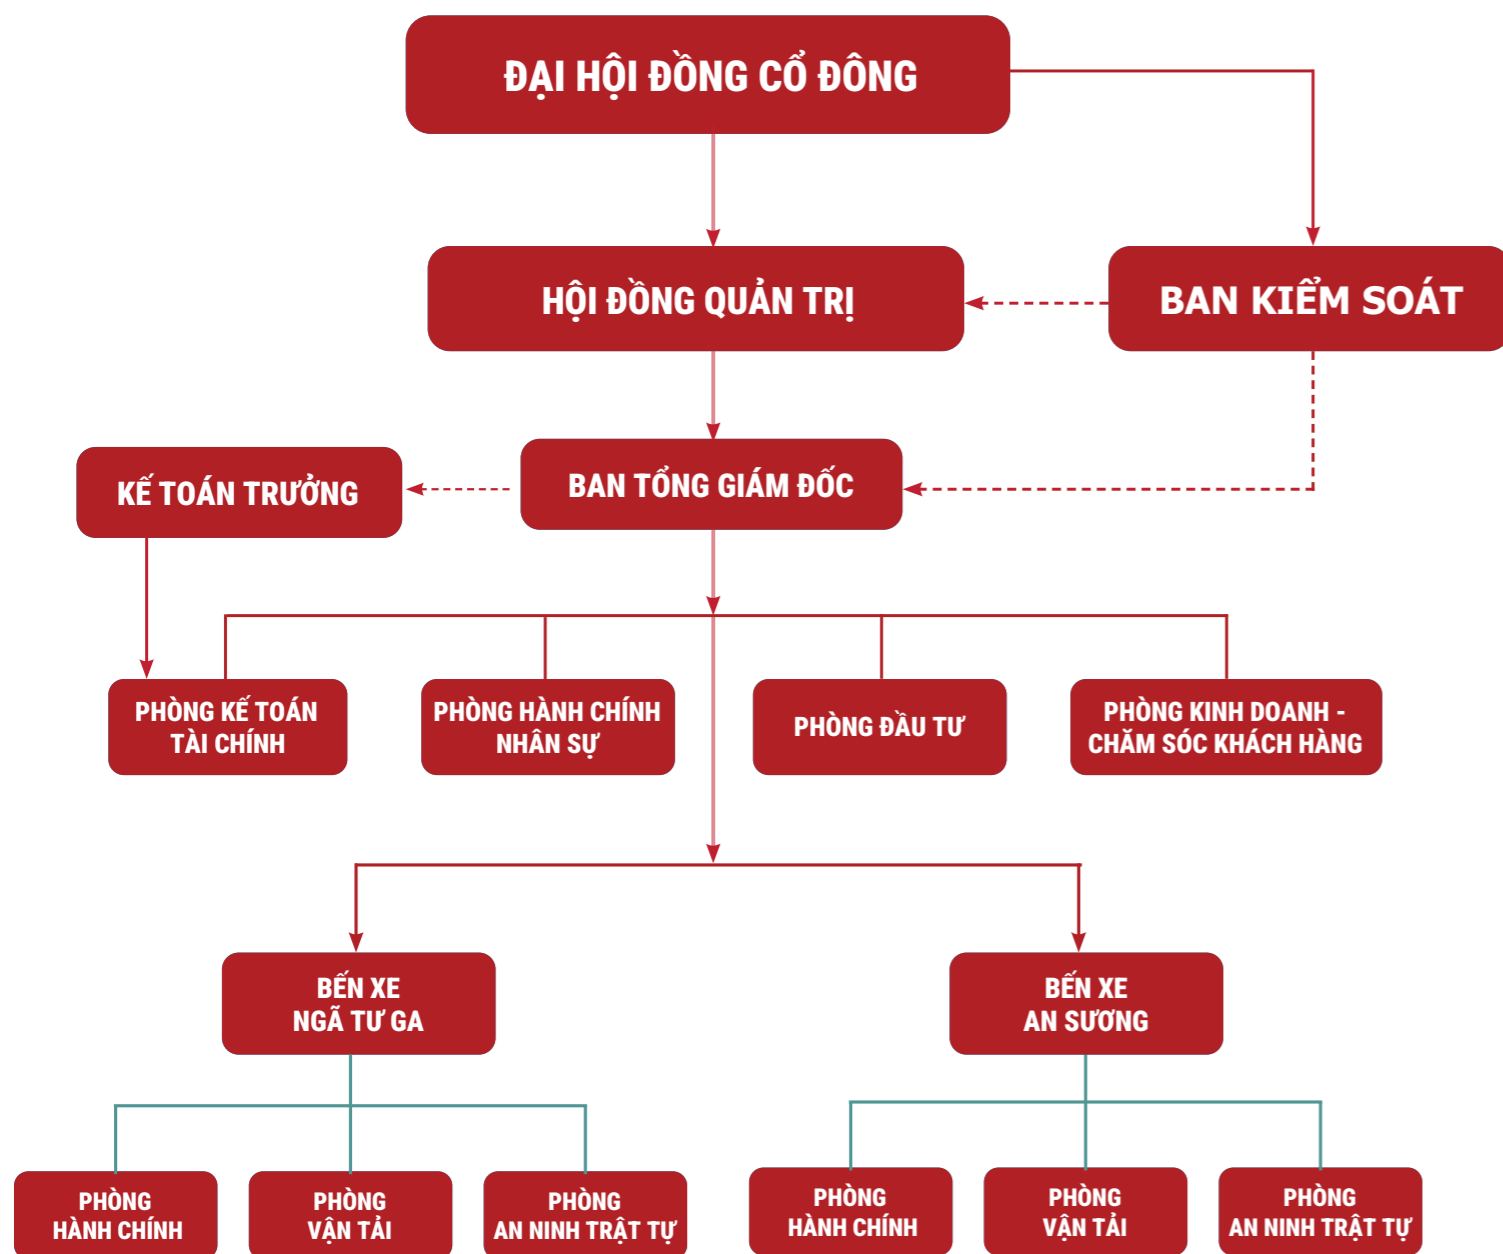 ĐẠI HỘI ĐỒNG CỔ ĐÔNG
HỘI ĐỒNG QUẢN TRỊ
BAN KIỂM SOÁT
KẾ TOÁN TRƯỞNG
BAN TỔNG GIÁM ĐỐC
PHÒNG KẾ TOÁN
TÀI CHÍNH
PHÒNG HÀNH CHÍNH
NHÂN SỰ
PHÒNG ĐẦU TƯ
PHÒNG KINH DOANH -
CHĂM SÓC KHÁCH HÀNG
BẾN XE
NGÃ TƯ GA
BẾN XE
AN SƯƠNG
PHÒNG
HÀNH CHÍNH
PHÒNG
VẬN TẢI
PHÒNG
AN NINH TRẬT TỰ
PHÒNG
HÀNH CHÍNH
PHÒNG
VẬN TẢI
PHÒNG
AN NINH TRẬT TỰ